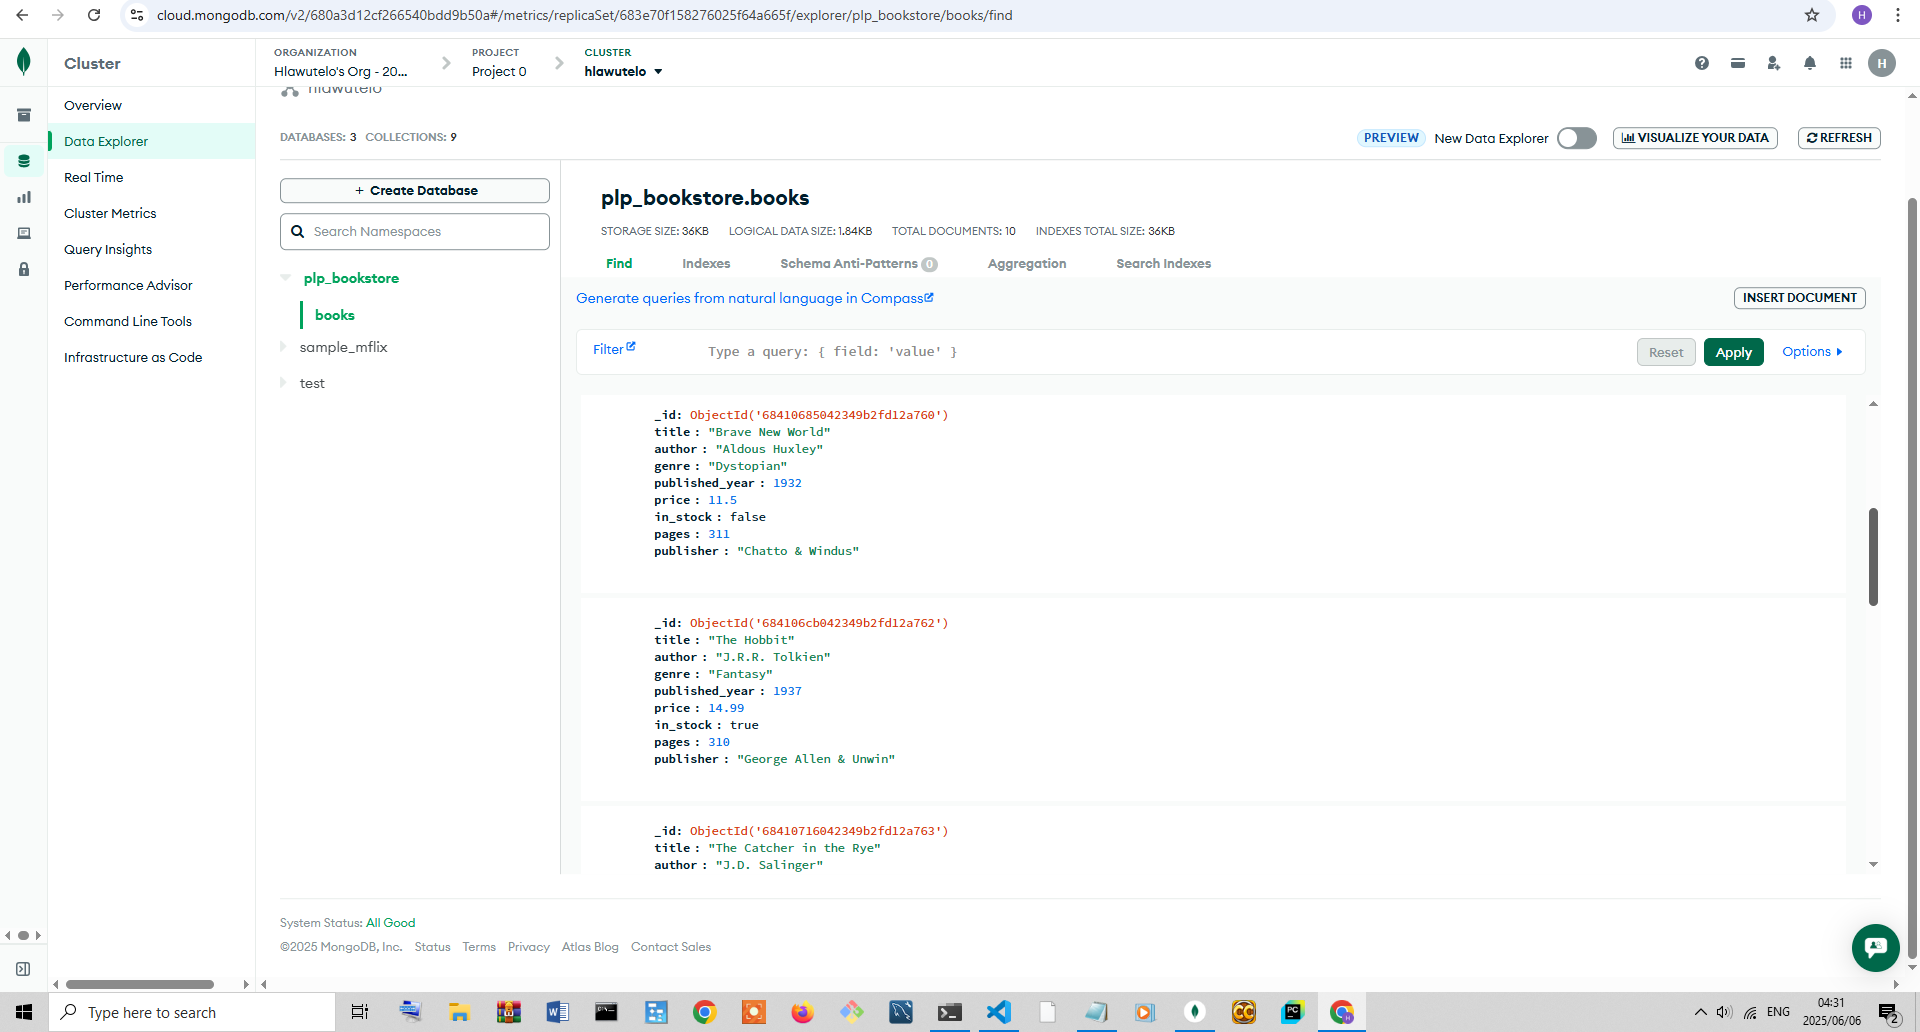 cloud.mongodb.com/v2/680a3d12cf266540bdd9b50a#/metrics/replicaSet/683e70f158276025f64a665f/explorer/plp_bookstore/books/find
H
Cluster
ORGANIZATION
Hlawutelo's Org - 20...
PROJECT
Project 0
CLUSTER
hlawutelo
H
Overview
Data Explorer
Real Time
Cluster Metrics
Query Insights
Performance Advisor
Command Line Tools
Infrastructure as Code
hlawutelo
DATABASES: 3 COLLECTIONS: 9
PREVIEW New Data Explorer
VISUALIZE YOUR DATA
REFRESH
+ Create Database
Search Namespaces
plp_bookstore
books
sample_mflix
test
plp_bookstore.books
STORAGE SIZE: 36KB LOGICAL DATA SIZE: 1.84KB TOTAL DOCUMENTS: 10 INDEXES TOTAL SIZE: 36KB
Find Indexes Schema Anti-Patterns 0 Aggregation Search Indexes
Generate queries from natural language in Compass
INSERT DOCUMENT
Filter
Type a query: { field: 'value' }
Reset Apply Options
_id: ObjectId('68410685042349b2fd12a760')
title : "Brave New World"
author : "Aldous Huxley"
genre : "Dystopian"
published_year : 1932
price : 11.5
in_stock : false
pages : 311
publisher : "Chatto & Windus"
_id: ObjectId('684106cb042349b2fd12a762')
title : "The Hobbit"
author : "J.R.R. Tolkien"
genre : "Fantasy"
published_year : 1937
price : 14.99
in_stock : true
pages : 310
publisher : "George Allen & Unwin"
_id: ObjectId('68410716042349b2fd12a763')
title : "The Catcher in the Rye"
author : "J.D. Salinger"
System Status: All Good
©2025 MongoDB, Inc. Status Terms Privacy Atlas Blog Contact Sales
Type here to search
ENG
04:31
2025/06/06
2